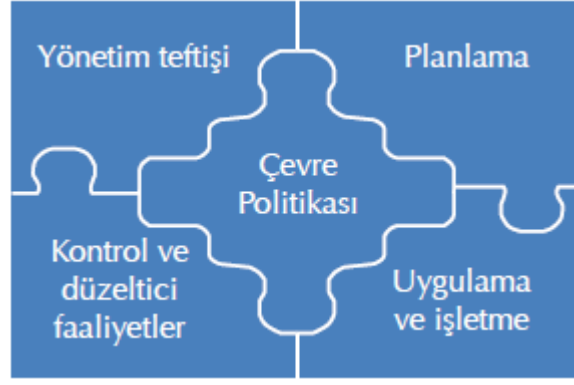 Yönetim teftişi
Planlama
Çevre
Politikası
Kontrol ve
düzeltici
faaliyetler
Uygulama
ve işletme